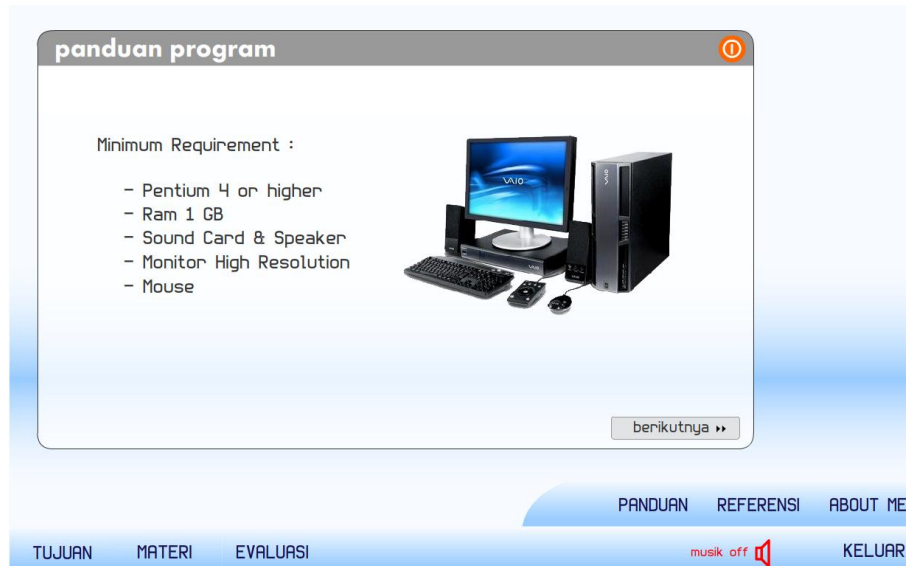 panduan program
Minimum Requirement :
- Pentium 4 or higher
- Ram 1 GB
- Sound Card & Speaker
- Monitor High Resolution
- Mouse
VAIO
VAIO
berikutnya
PANDUAN REFERENSI ABOUT ME
TUJUAN MATERI EVALUASI musik off KELUAR